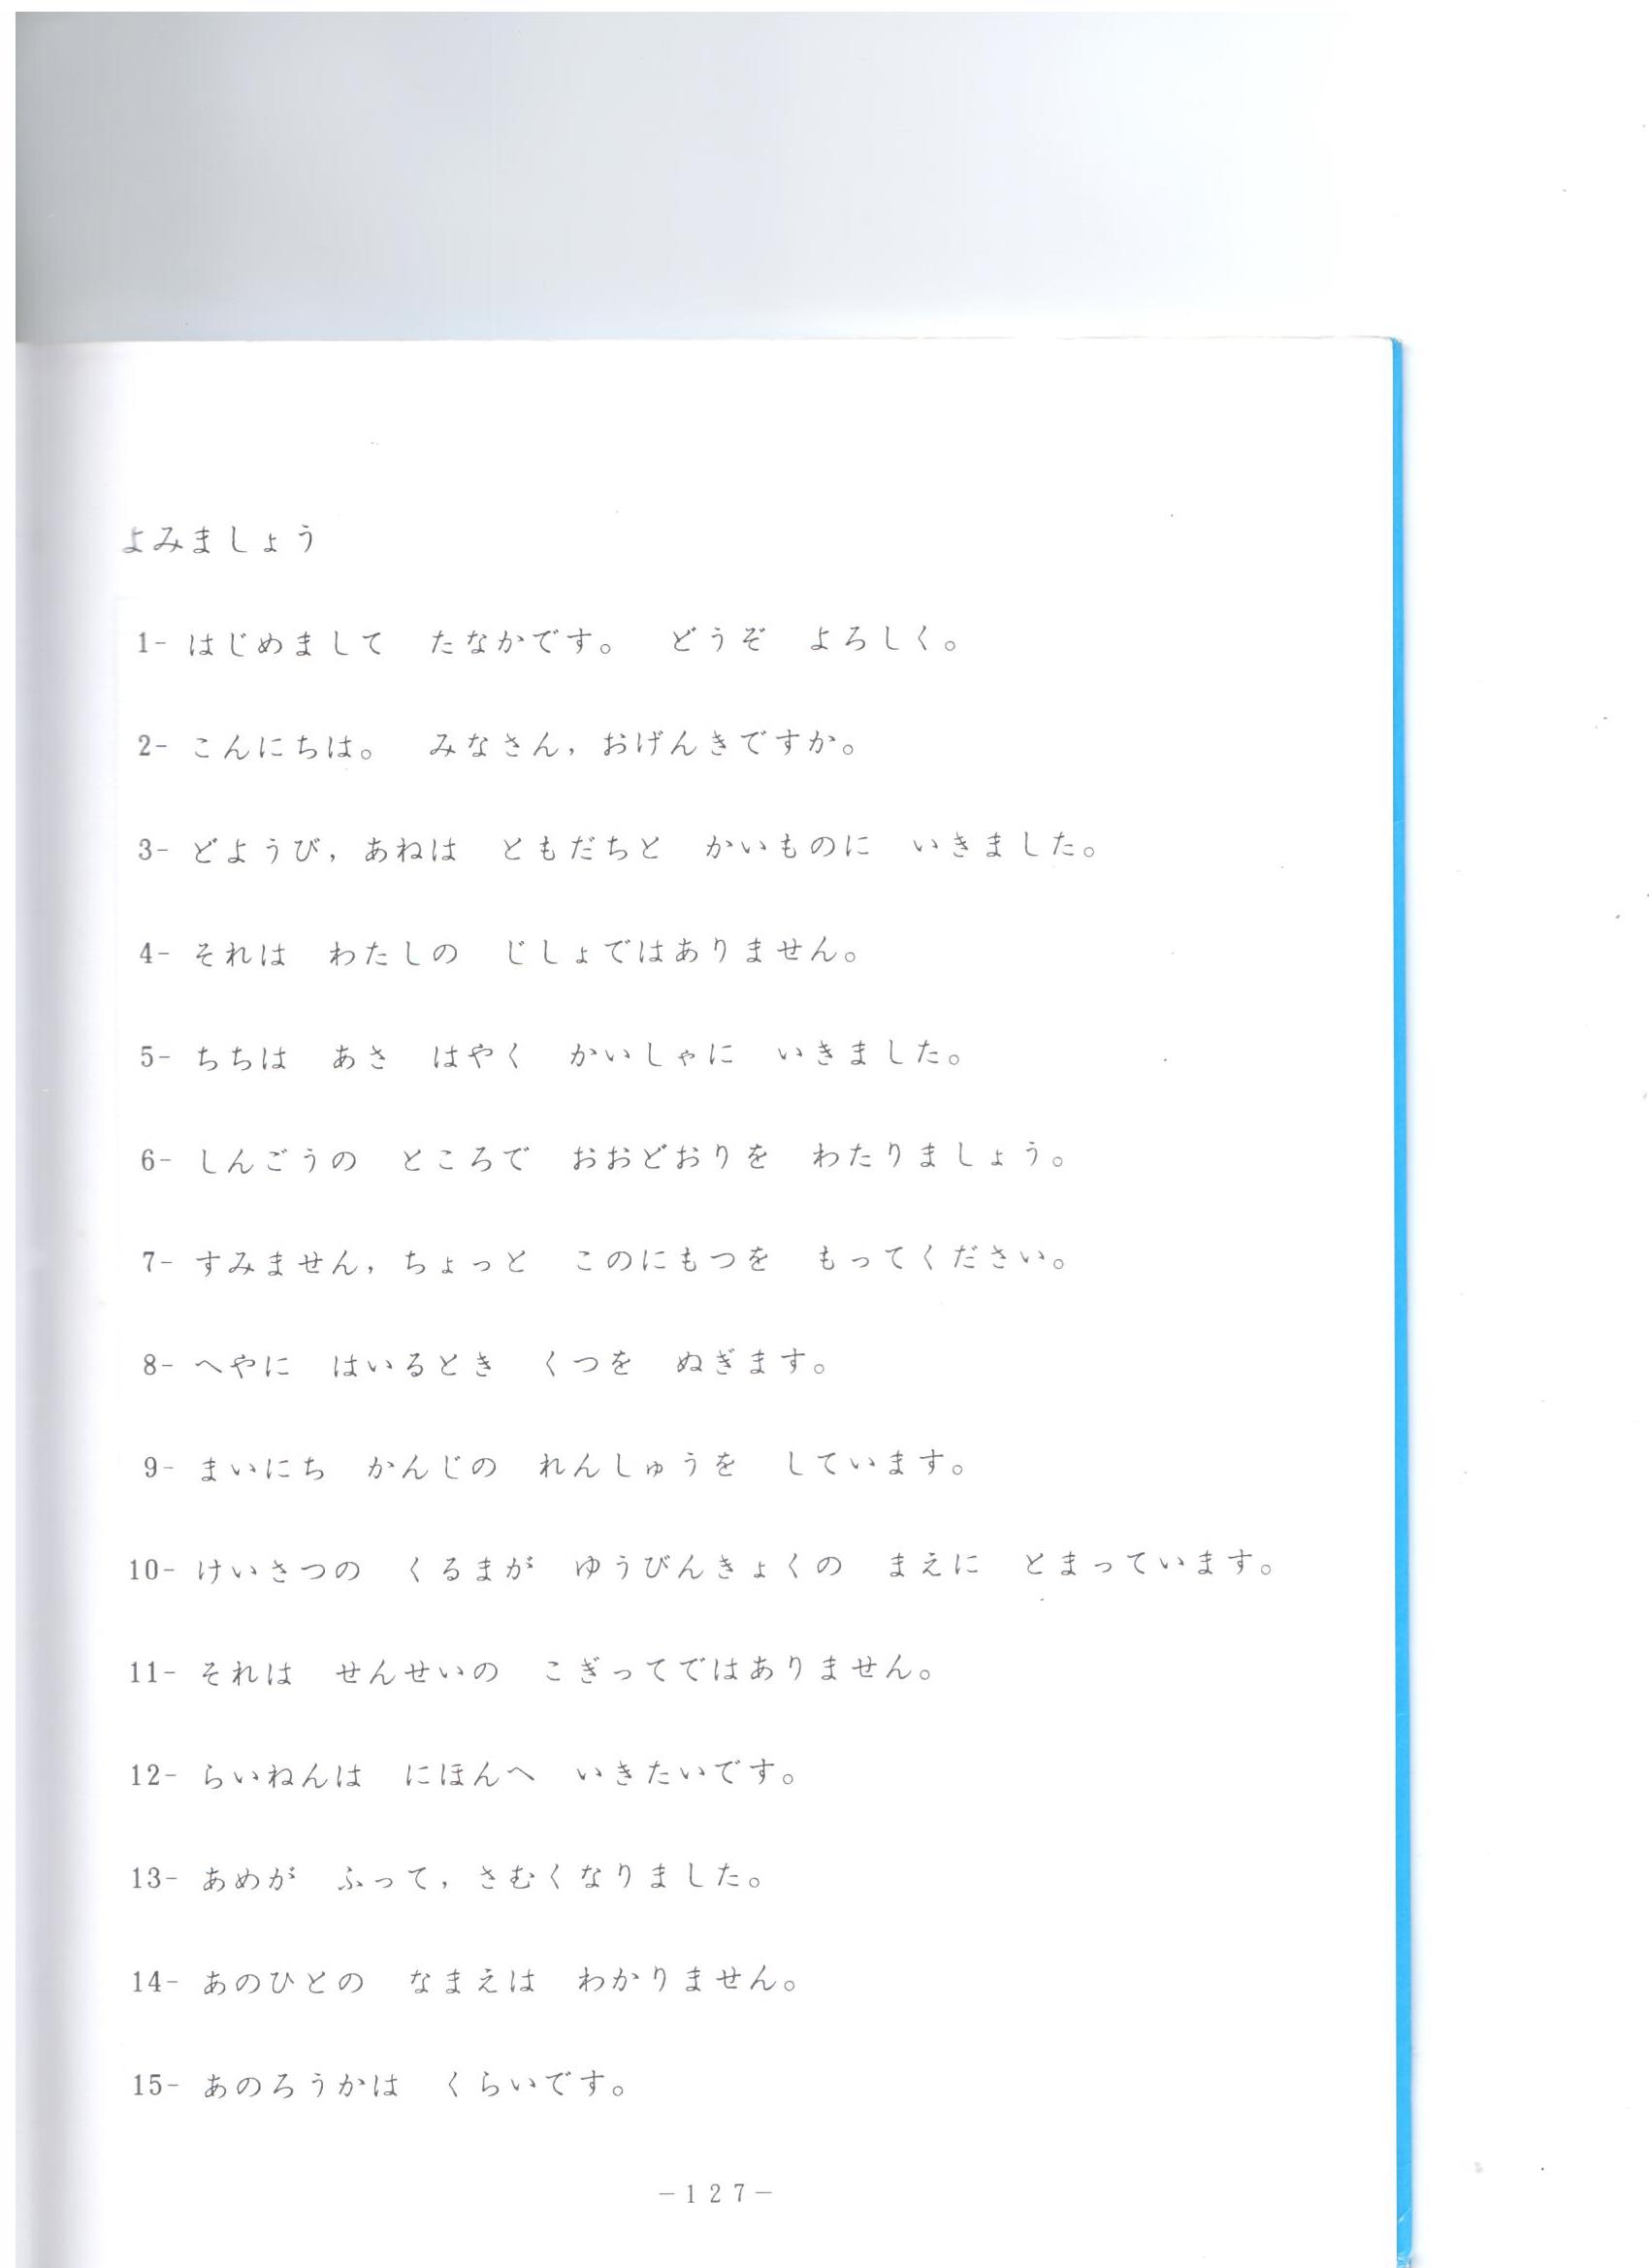 よみましょう
1- はじめまして　たなかです。　どうぞ　よろしく。
2- こんにちは。　みなさん，おげんきですか。
3- どようび，あねは　ともだちと　かいものに　いきました。
4- それは　わたしの　じしょではありません。
5- ちちは　あさ　はやく　かいしゃに　いきました。
6- しんごうの　ところで　おおどおりを　わたりましょう。
7- すみません，ちょっと　このにもつを　もってください。
8- へやに　はいるとき　くつを　ぬぎます。
9- まいにち　かんじの　れんしゅうを　しています。
10- けいさつの　くるまが　ゆうびんきょくの　まえに　とまっています。
11- それは　せんせいの　こぎってではありません。
12- らいねんは　にほんへ　いきたいです。
13- あめが　ふって，さむくなりました。
14- あのひとの　なまえは　わかりません。
15- あのろうかは　くらいです。
－127－